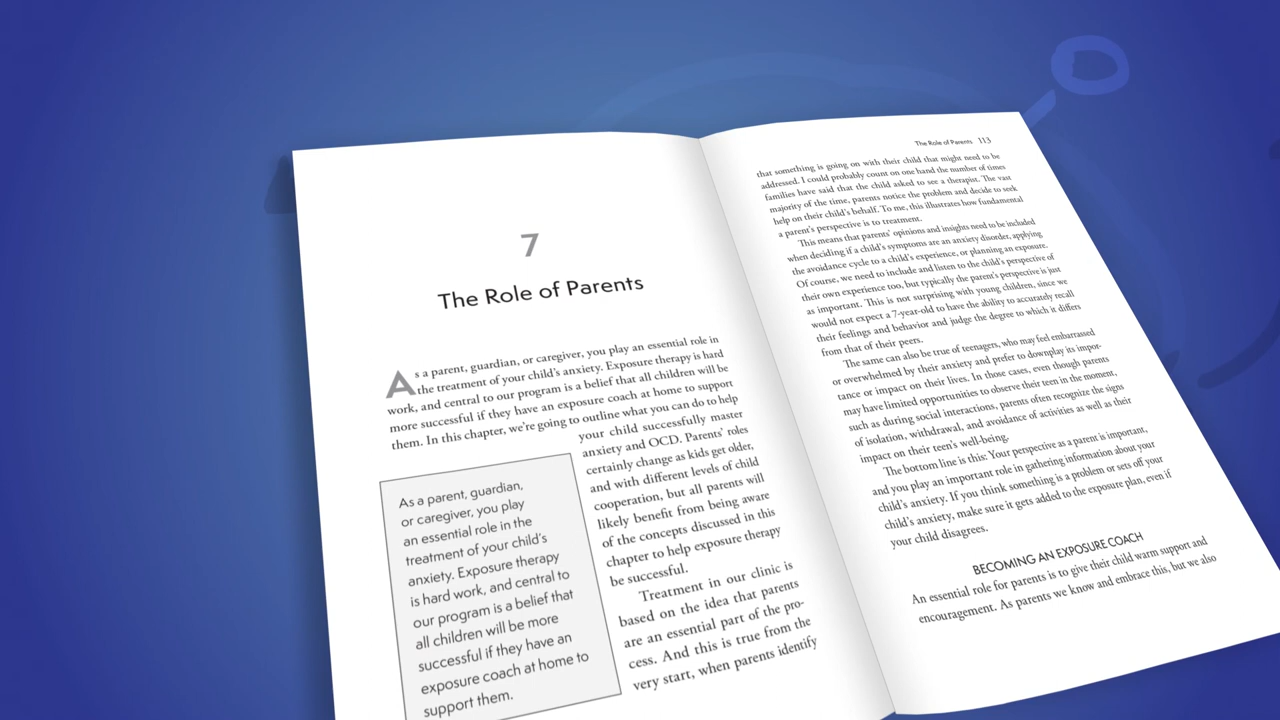 7
The Role of Parents
As a parent, guardian, or caregiver, you play an essential role in
the treatment of your child's anxiety. Exposure therapy is hard
work, and central to our program is a belief that all children will be
more successful if they have an exposure coach at home to support
them. In this chapter, we're going to outline what you can do to help
your child successfully master
anxiety and OCD. Parents' roles
certainly change as kids get older,
and with different levels of child
cooperation, but all parents will
likely benefit from being aware
of the concepts discussed in this
chapter to help exposure therapy
be successful.
Treatment in our clinic is
based on the idea that parents
are an essential part of the pro-
cess. And this is true from the
very start, when parents identify
As a parent, guardian,
or caregiver, you play
an essential role in the
treatment of your child's
anxiety. Exposure therapy
is hard work, and central to
our program is a belief that
all children will be more
successful if they have an
exposure coach at home to
support them.
The Role of Parents 113
that something is going on with their child that might need to be
addressed. I could probably count on one hand the number of times
families have said that the child asked to see a therapist. The vast
majority of the time, parents notice the problem and decide to seek
help on their child's behalf. To me, this illustrates how fundamental
a parent's perspective is to treatment.
This means that parents' opinions and insights need to be included
when deciding if a child's symptoms are an anxiety disorder, applying
the avoidance cycle to a child's experience, or planning an exposure.
Of course, we need to include and listen to the child's perspective of
their own experience too, but typically the parent's perspective is just
as important. This is not surprising with young children, since we
would not expect a 7-year-old to have the ability to accurately recall
their feelings and behavior and judge the degree to which it differs
from that of their peers.
The same can also be true of teenagers, who may feel embarrassed
or overwhelmed by their anxiety and prefer to downplay its impor-
tance or impact on their lives. In those cases, even though parents
may have limited opportunities to observe their teen in the moment,
such as during social interactions, parents often recognize the signs
of isolation, withdrawal, and avoidance of activities as well as their
impact on their teen's well-being.
The bottom line is this: Your perspective as a parent is important,
and you play an important role in gathering information about your
child's anxiety. If you think something is a problem or sets off your
child's anxiety, make sure it gets added to the exposure plan, even if
your child disagrees.
BECOMING AN EXPOSURE COACH
An essential role for parents is to give their child warm support and
encouragement. As parents we know and embrace this, but we also